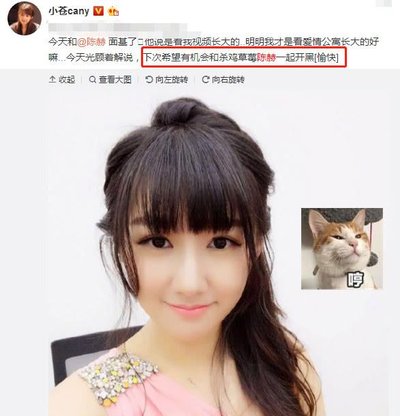 小苍cany
今天和@陈赫 面基了 他说是看我视频长大的..明明我才是看爱情公寓长大的好
嘛...今天光顾着解说，下次希望有机会和杀鸡草莓陈赫一起开黑[愉快]
收起 查看大图 向左旋转 向右旋转
哼